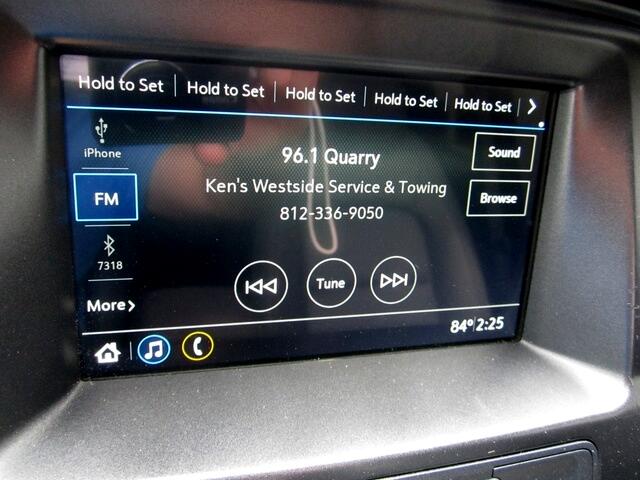 Hold to Set Hold to Set Hold to Set Hold to Set Hold to Set
iPhone
96.1 Quarry
Sound
FM
Ken's Westside Service & Towing
Browse
812-336-9050
7318
Tune
More
84° 2:25